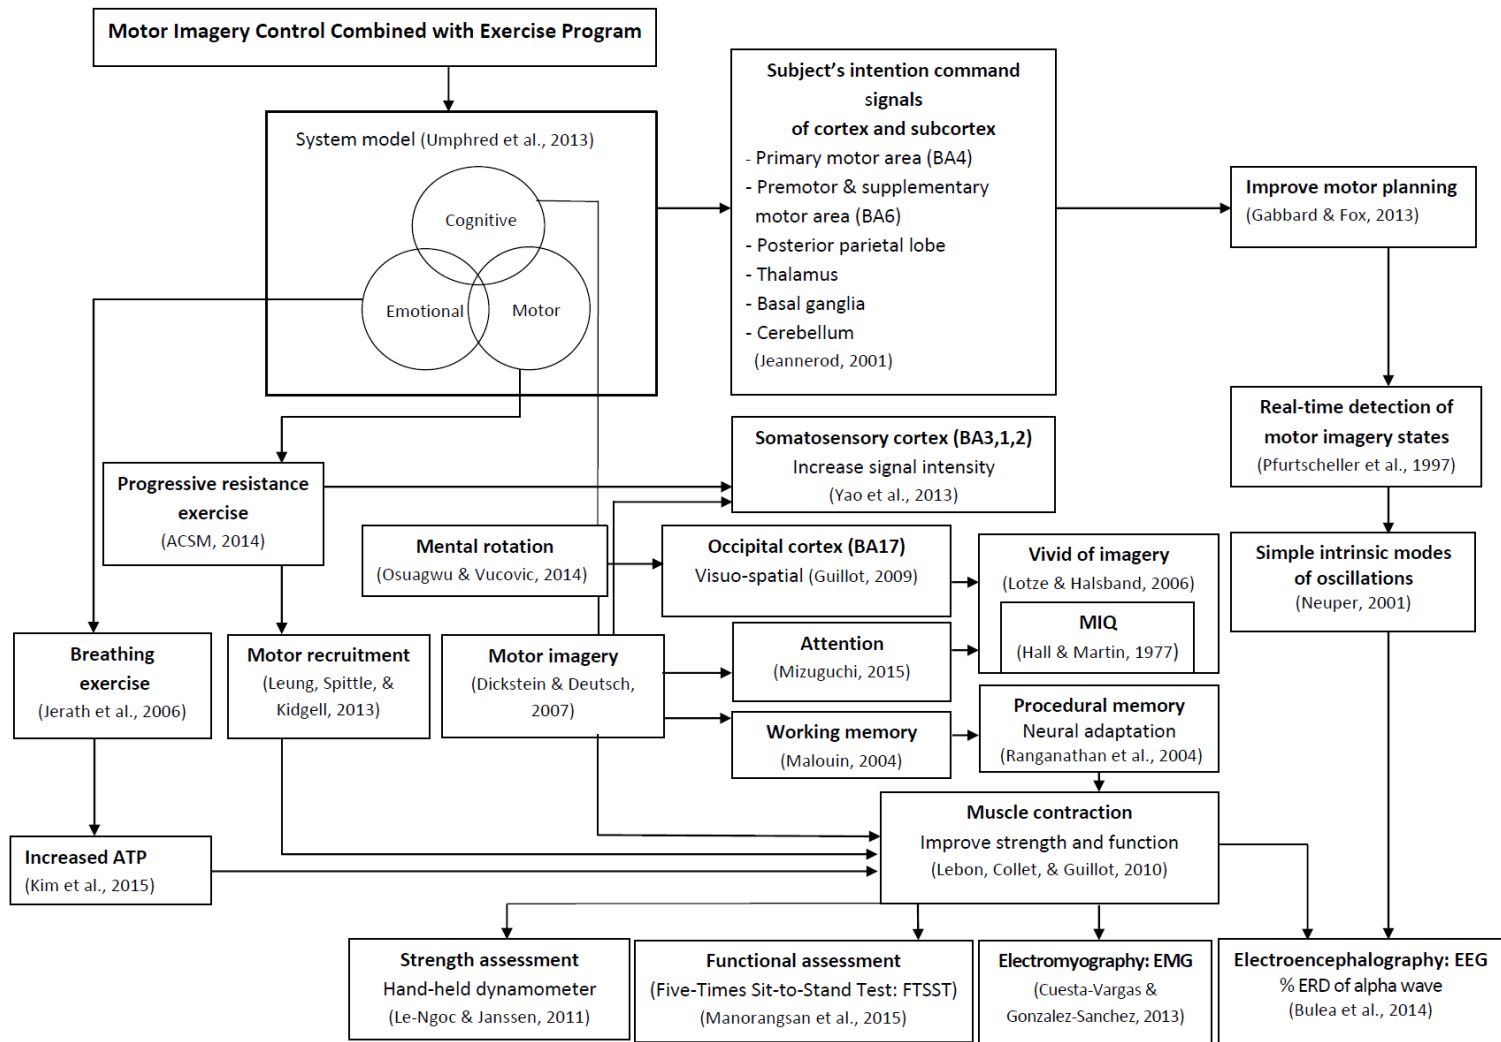 Motor Imagery Control Combined with Exercise Program
System model (Umphred et al., 2013)
Cognitive
Emotional
Motor
Subject's intention command
signals
of cortex and subcortex
- Primary motor area (BA4)
- Premotor & supplementary
motor area (BA6)
- Posterior parietal lobe
- Thalamus
- Basal ganglia
- Cerebellum
(Jeannerod, 2001)
Improve motor planning
(Gabbard & Fox, 2013)
Real-time detection of
motor imagery states
(Pfurtscheller et al., 1997)
Somatosensory cortex (BA3,1,2)
Increase signal intensity
(Yao et al., 2013)
Progressive resistance
exercise
(ACSM, 2014)
Mental rotation
(Osuagwu & Vucovic, 2014)
Occipital cortex (BA17)
Visuo-spatial (Guillot, 2009)
Vivid of imagery
(Lotze & Halsband, 2006)
MIQ
(Hall & Martin, 1977)
Simple intrinsic modes
of oscillations
(Neuper, 2001)
Breathing
exercise
(Jerath et al., 2006)
Motor recruitment
(Leung, Spittle, &
Kidgell, 2013)
Motor imagery
(Dickstein & Deutsch,
2007)
Attention
(Mizuguchi, 2015)
Working memory
(Malouin, 2004)
Procedural memory
Neural adaptation
(Ranganathan et al., 2004)
Muscle contraction
Improve strength and function
(Lebon, Collet, & Guillot, 2010)
Increased ATP
(Kim et al., 2015)
Strength assessment
Hand-held dynamometer
(Le-Ngoc & Janssen, 2011)
Functional assessment
(Five-Times Sit-to-Stand Test: FTSST)
(Manorangsan et al., 2015)
Electromyography: EMG
(Cuesta-Vargas &
Gonzalez-Sanchez, 2013)
Electroencephalography: EEG
% ERD of alpha wave
(Bulea et al., 2014)